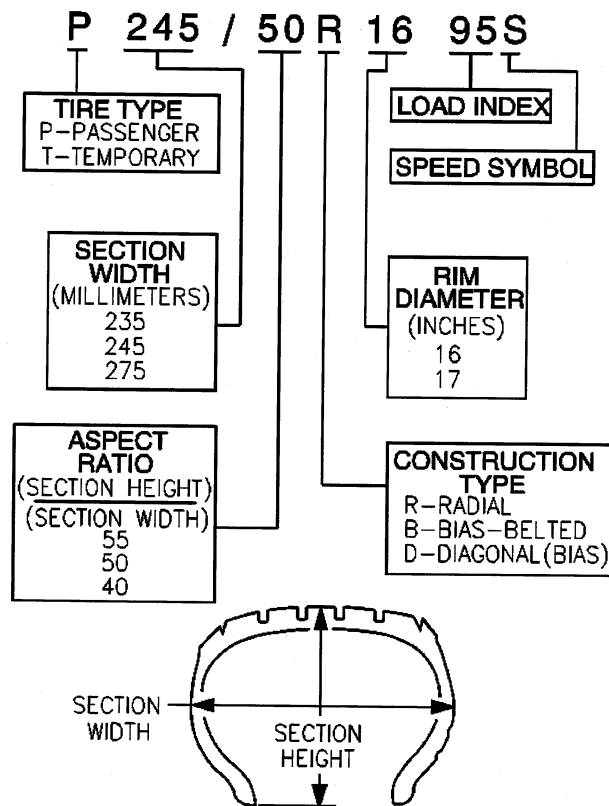 P 245 / 50 R 16 95S
TIRE TYPE
P-PASSENGER
T-TEMPORARY
LOAD INDEX
SPEED SYMBOL
SECTION
WIDTH
(MILLIMETERS)
235
245
275
RIM
DIAMETER
(INCHES)
16
17
ASPECT
RATIO
(SECTION HEIGHT)
(SECTION WIDTH)
55
50
40
CONSTRUCTION
TYPE
R-RADIAL
B-BIAS-BELTED
D-DIAGONAL(BIAS)
SECTION
WIDTH
SECTION
HEIGHT